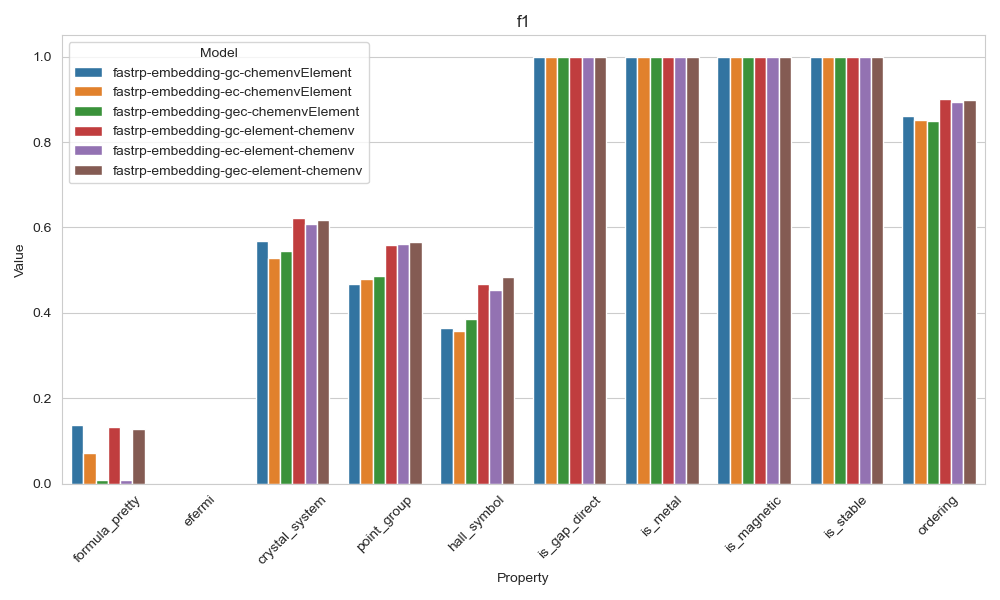 f1
Model
fastrp-embedding-gc-chemenvElement
fastrp-embedding-ec-chemenvElement
fastrp-embedding-gec-chemenvElement
fastrp-embedding-gc-element-chemenv
fastrp-embedding-ec-element-chemenv
fastrp-embedding-gec-element-chemenv
Value
1.0
0.8
0.6
0.4
0.2
0.0
formula_pretty
efermi
crystal_system
point_group
hall_symbol
is_gap_direct
is_metal
is_magnetic
is_stable
ordering
Property